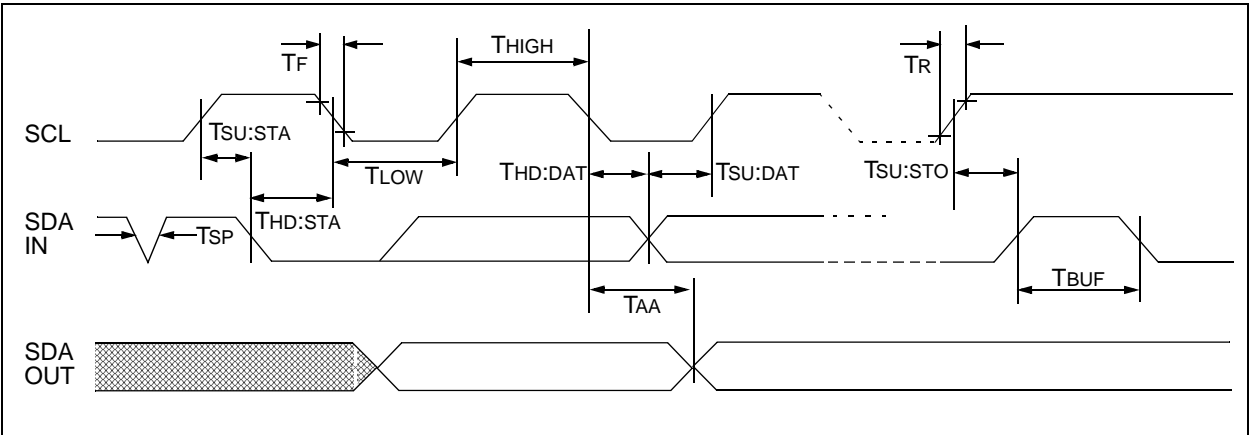 TF
THIGH
TR
SCL
TSU:STA
TLOW
THD:DAT
TSU:DAT
TSU:STO
THD:STA
SDA
IN
TSP
TBUF
TAA
SDA
OUT